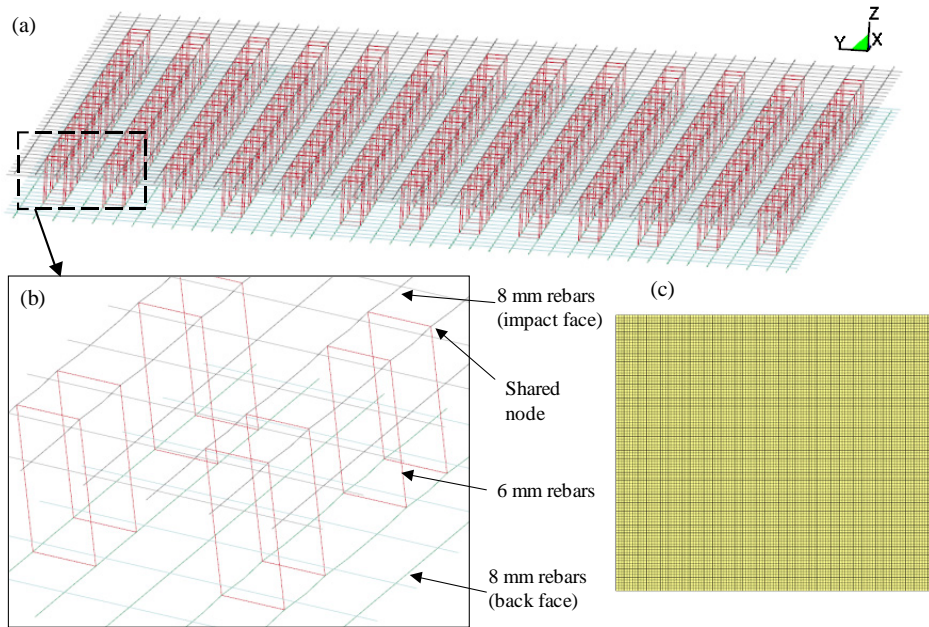 (a)
Z
Y X
(b)
8 mm rebars
(impact face)
Shared
node
6 mm rebars
8 mm rebars
(back face)
(c)